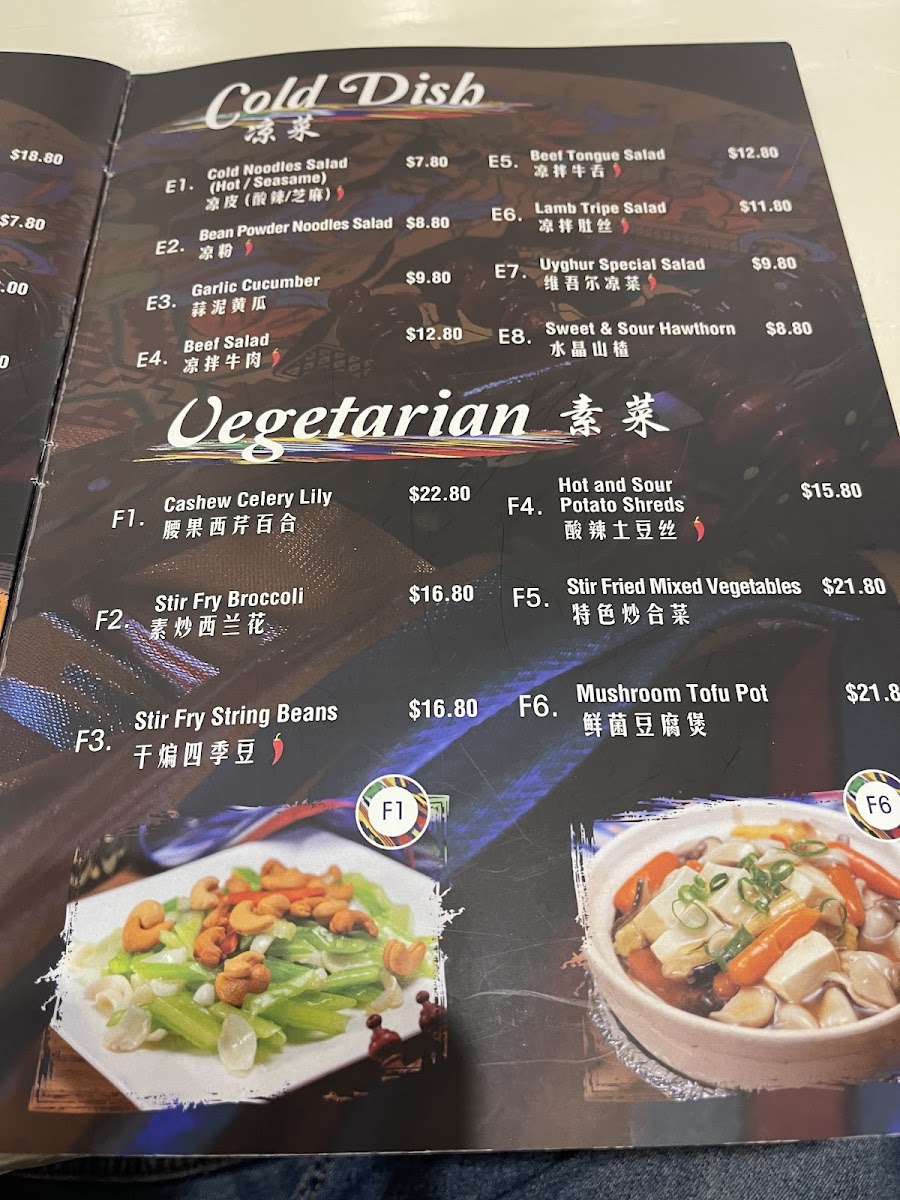 $18.80
$7.80
.00
0
Cold Dish
凉菜
E1. Cold Noodles Salad $7.80
(Hot / Seasame)
凉皮 (酸辣/芝麻)
E2. Bean Powder Noodles Salad $8.80
凉粉
E3. Garlic Cucumber $9.80
蒜泥黄瓜
E4. Beef Salad $12.80
凉拌牛肉
E5. Beef Tongue Salad $12.80
凉拌牛舌
E6. Lamb Tripe Salad $11.80
凉拌肚丝
E7. Uyghur Special Salad $9.80
维吾尔凉菜
E8. Sweet & Sour Hawthorn $8.80
水晶山楂
Vegetarian 素菜
F1. Cashew Celery Lily $22.80
腰果西芹百合
F2. Stir Fry Broccoli $16.80
素炒西兰花
F3. Stir Fry String Beans $16.80
干煸四季豆
F4. Hot and Sour
Potato Shreds $15.80
酸辣土豆丝
F5. Stir Fried Mixed Vegetables $21.80
特色炒合菜
F6. Mushroom Tofu Pot $21.8
鲜菌豆腐煲
F1
F6